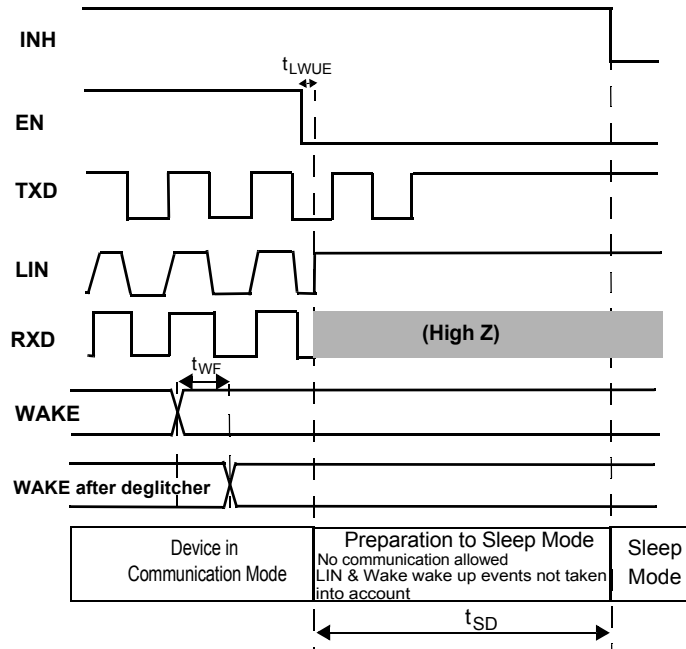 INH
tLWUE
EN
TXD
LIN
RXD
(High Z)
tWF
WAKE
WAKE after deglitcher
Device in
Communication Mode
Preparation to Sleep Mode
No communication allowed
LIN & Wake wake up events not taken
into account
Sleep
Mode
tSD